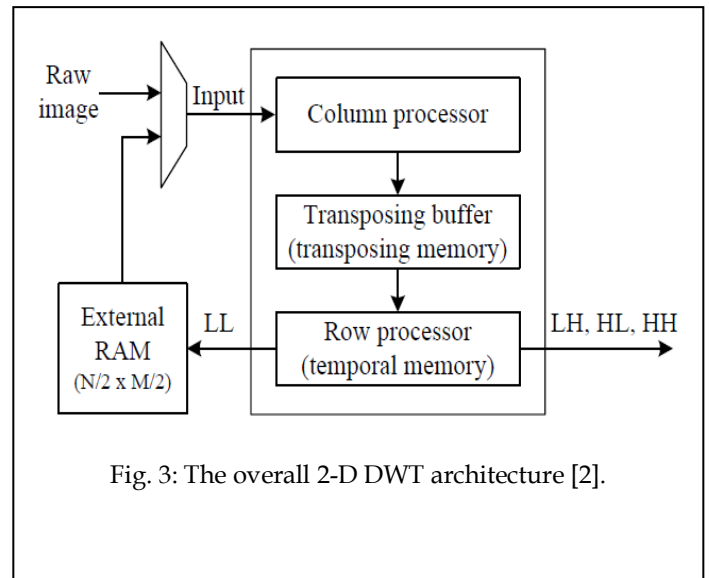 Raw
image
Input
Column processor
Transposing buffer
(transposing memory)
External
RAM
(N/2 x M/2)
LL
Row processor
(temporal memory)
LH, HL, HH
Fig. 3: The overall 2-D DWT architecture [2].